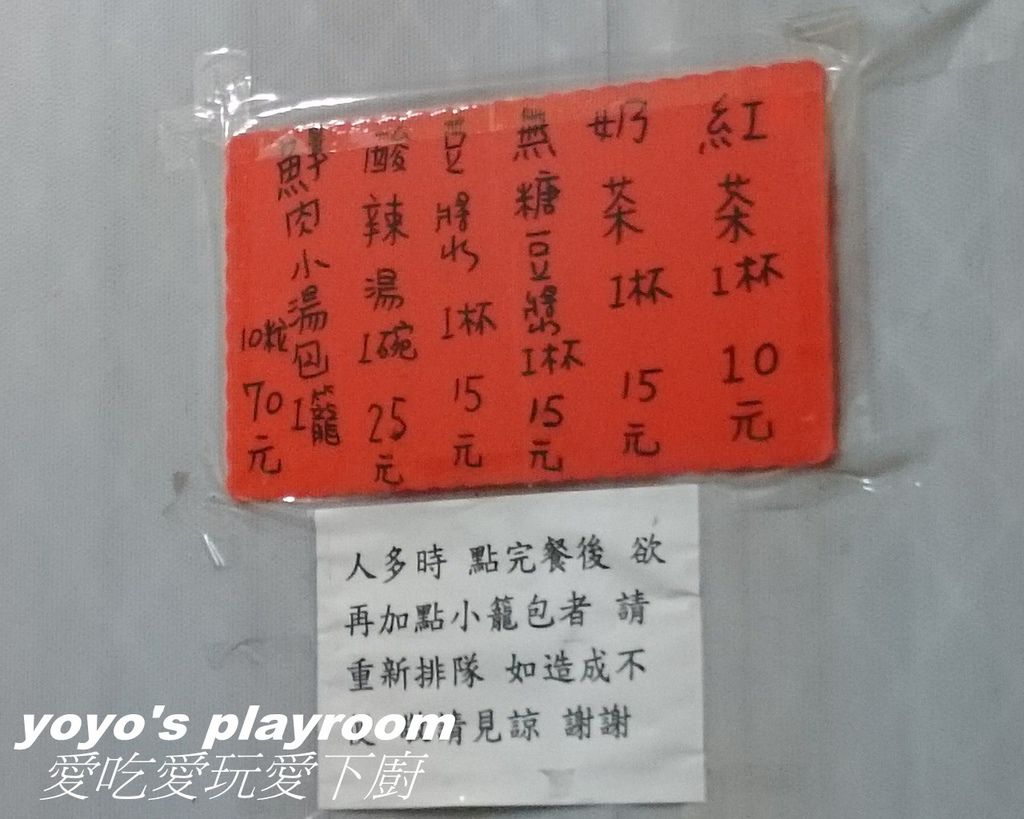 紅茶1杯10元
奶茶1杯15元
無糖豆漿1杯15元
豆漿1杯15元
酸辣湯1碗25元
鮮肉小湯包1籠
10粒70元
人多時 點完餐後 欲
再加點小籠包者 請
重新排隊 如造成不
見諒 謝謝
yoyo's playroom
愛吃愛玩愛下廚